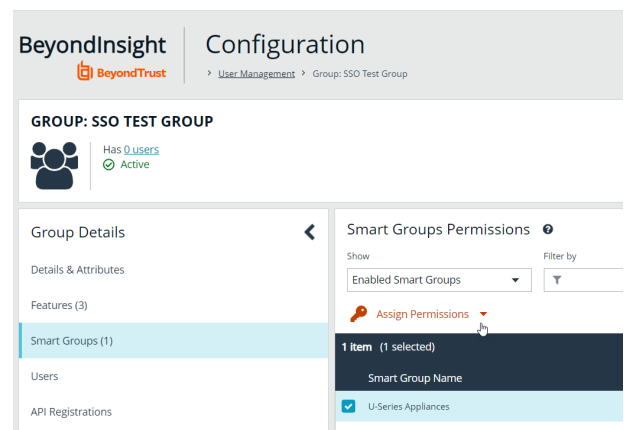 BeyondInsight
BeyondTrust
Configuration
› User Management › Group: SSO Test Group
GROUP: SSO TEST GROUP
Has 0 users
Active
Group Details
Details & Attributes
Features (3)
Smart Groups (1)
Users
API Registrations
Smart Groups Permissions
Show
Filter by
Enabled Smart Groups
Assign Permissions
1 item (1 selected)
Smart Group Name
U-Series Appliances